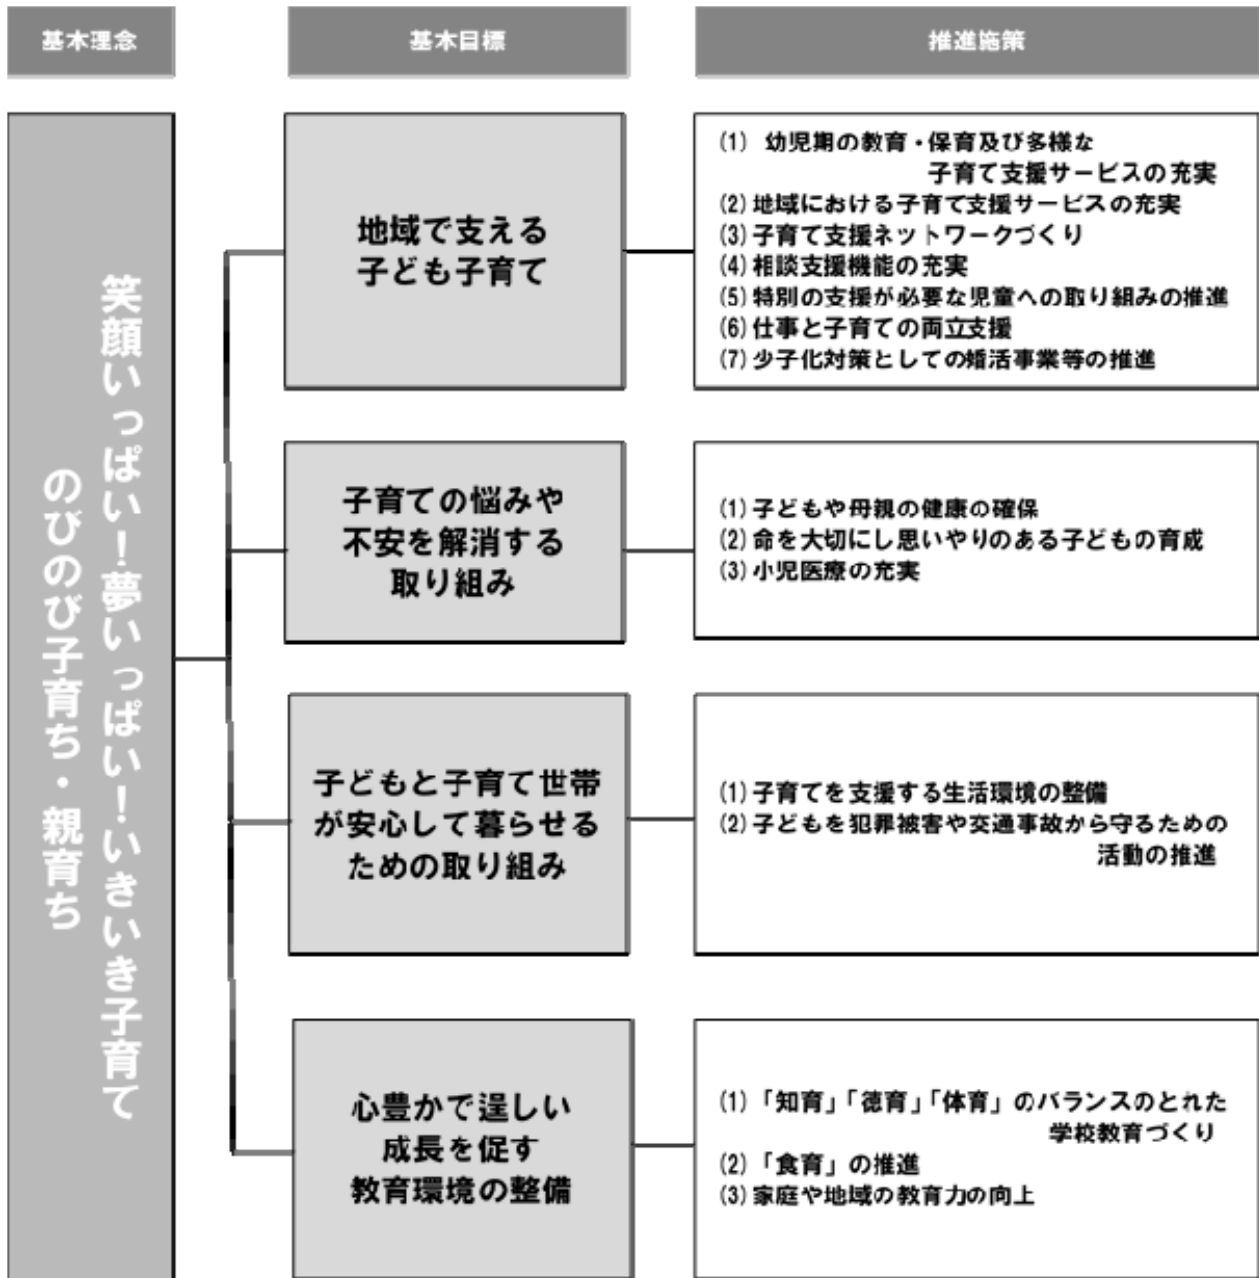 基本理念
基本目標
推進施策
笑顔いっぱい！夢いっぱい！いきいき子育て
のびのび子育ち・親育ち
地域で支える
子ども子育て
(1) 幼児期の教育・保育及び多様な
子育て支援サービスの充実
(2) 地域における子育て支援サービスの充実
(3) 子育て支援ネットワークづくり
(4) 相談支援機能の充実
(5) 特別の支援が必要な児童への取り組みの推進
(6) 仕事と子育ての両立支援
(7) 少子化対策としての婚活事業等の推進
子育ての悩みや
不安を解消する
取り組み
(1) 子どもや母親の健康の確保
(2) 命を大切にし思いやりのある子どもの育成
(3) 小児医療の充実
子どもと子育て世帯
が安心して暮らせる
ための取り組み
(1) 子育てを支援する生活環境の整備
(2) 子どもを犯罪被害や交通事故から守るための
活動の推進
心豊かで逞しい
成長を促す
教育環境の整備
(1) 「知育」「徳育」「体育」のバランスのとれた
学校教育づくり
(2) 「食育」の推進
(3) 家庭や地域の教育力の向上